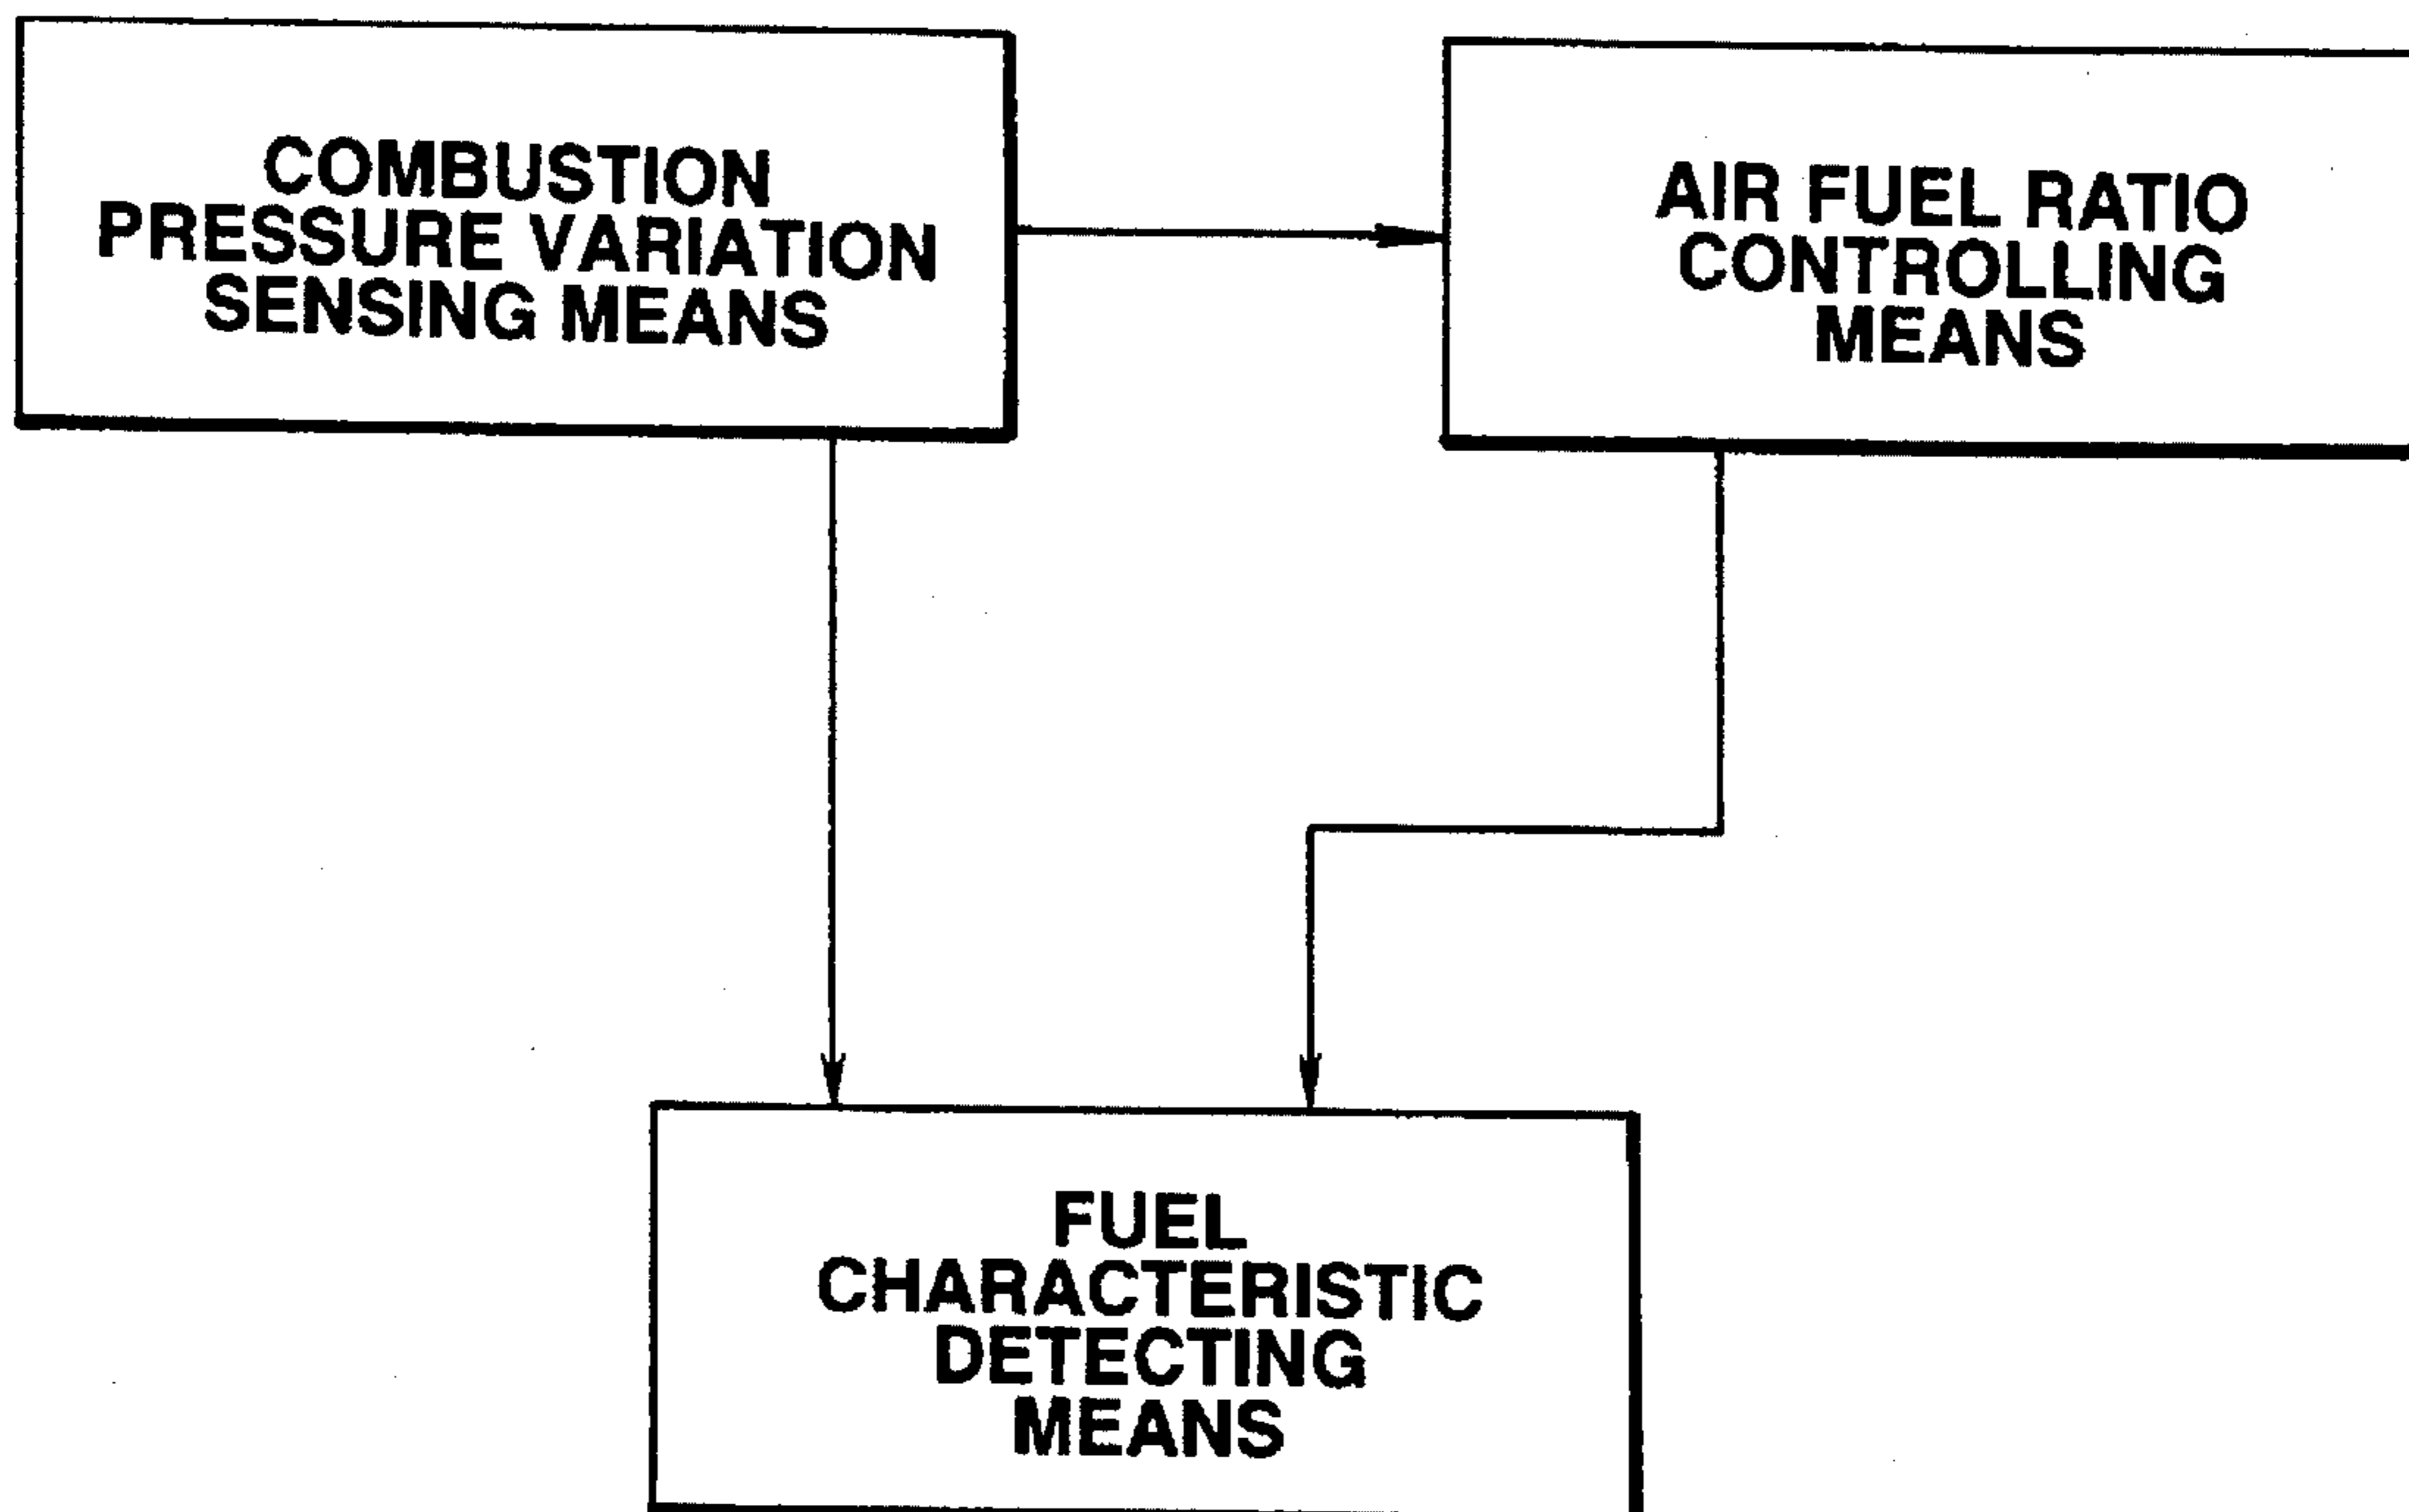 COMBUSTION
PRESSURE VARIATION
SENSING MEANS
AIR FUEL RATIO
CONTROLLING
MEANS
FUEL
CHARACTERISTIC
DETECTING
MEANS